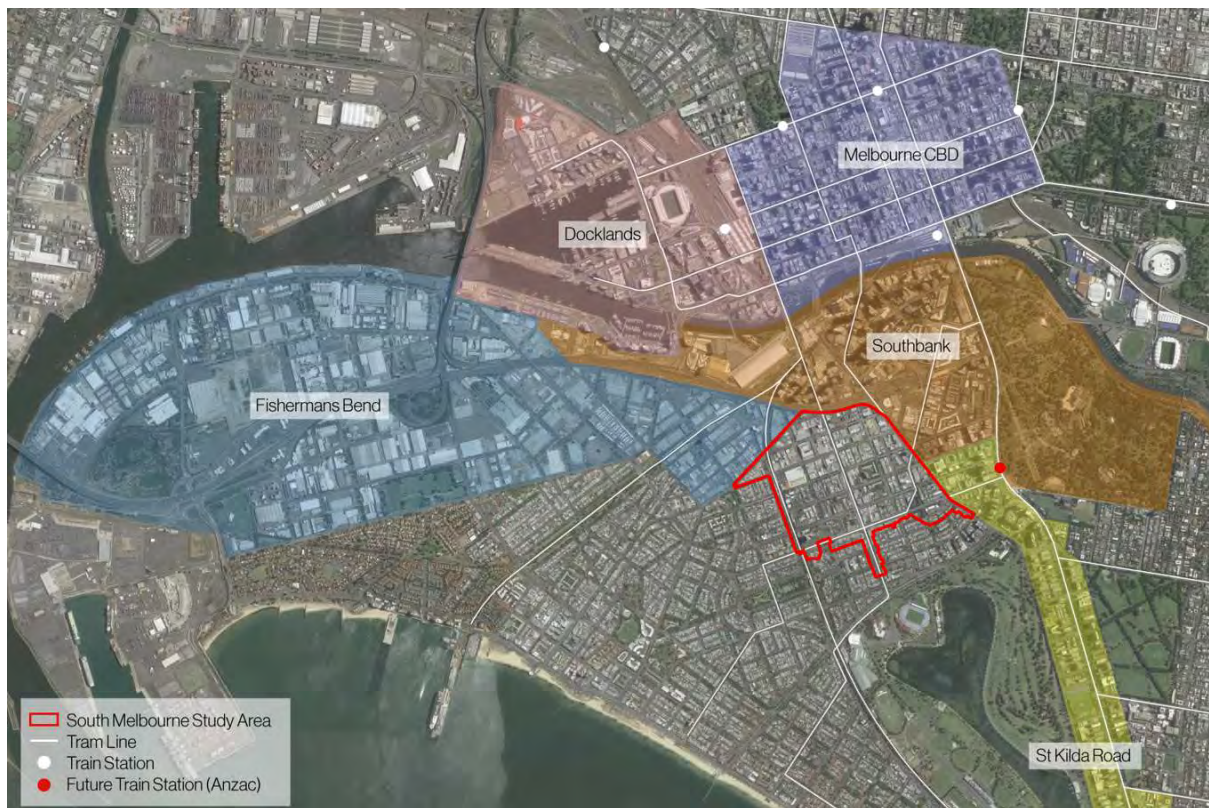 Melbourne CBD
Docklands
Southbank
Fishermans Bend
St Kilda Road
South Melbourne Study Area
Tram Line
Train Station
Future Train Station (Anzac)